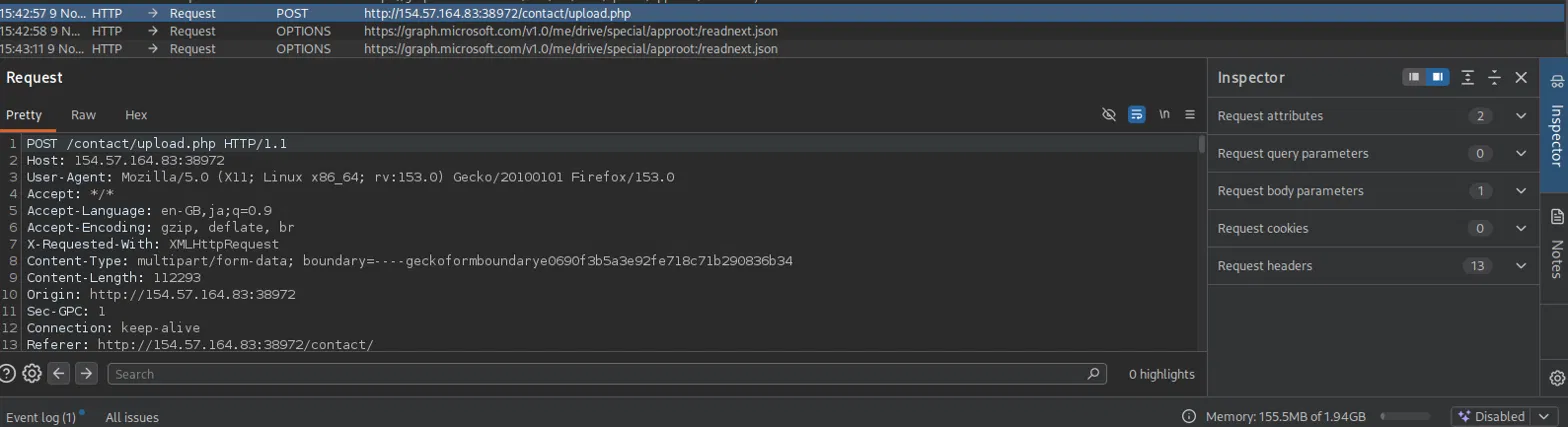 15:42:57 9 No... HTTP → Request POST http://154.57.164.83:38972/contact/upload.php
15:42:58 9 No... HTTP → Request OPTIONS https://graph.microsoft.com/v1.0/me/drive/special/approot:/readnext.json
15:43:11 9 No... HTTP → Request OPTIONS https://graph.microsoft.com/v1.0/me/drive/special/approot:/readnext.json
Request
Pretty Raw Hex
\n
1 POST /contact/upload.php HTTP/1.1
2 Host: 154.57.164.83:38972
3 User-Agent: Mozilla/5.0 (X11; Linux x86_64; rv:153.0) Gecko/20100101 Firefox/153.0
4 Accept: */*
5 Accept-Language: en-GB,ja;q=0.9
6 Accept-Encoding: gzip, deflate, br
7 X-Requested-With: XMLHttpRequest
8 Content-Type: multipart/form-data; boundary=----geckoformboundarye0690f3b5a3e92fe718c71b290836b34
9 Content-Length: 112293
10 Origin: http://154.57.164.83:38972
11 Sec-GPC: 1
12 Connection: keep-alive
13 Referer: http://154.57.164.83:38972/contact/
Search
0 highlights
Inspector
Request attributes 2
Request query parameters 0
Request body parameters 1
Request cookies 0
Request headers 13
Inspector
Notes
Event log (1) All issues
Memory: 155.5MB of 1.94GB
Disabled